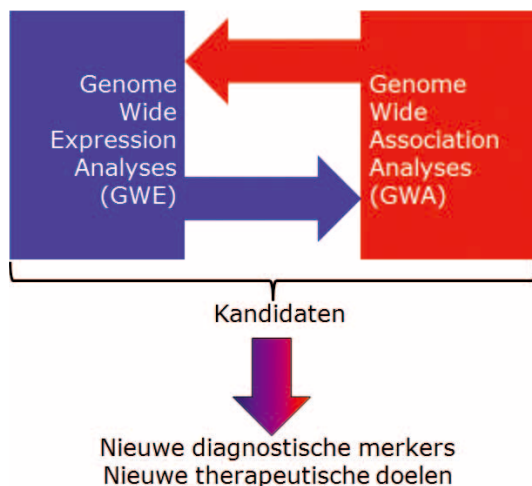 Genome
Wide
Expression
Analyses
(GWE)
Genome
Wide
Association
Analyses
(GWA)
Kandidaten
Nieuwe diagnostische merkers
Nieuwe therapeutische doelen